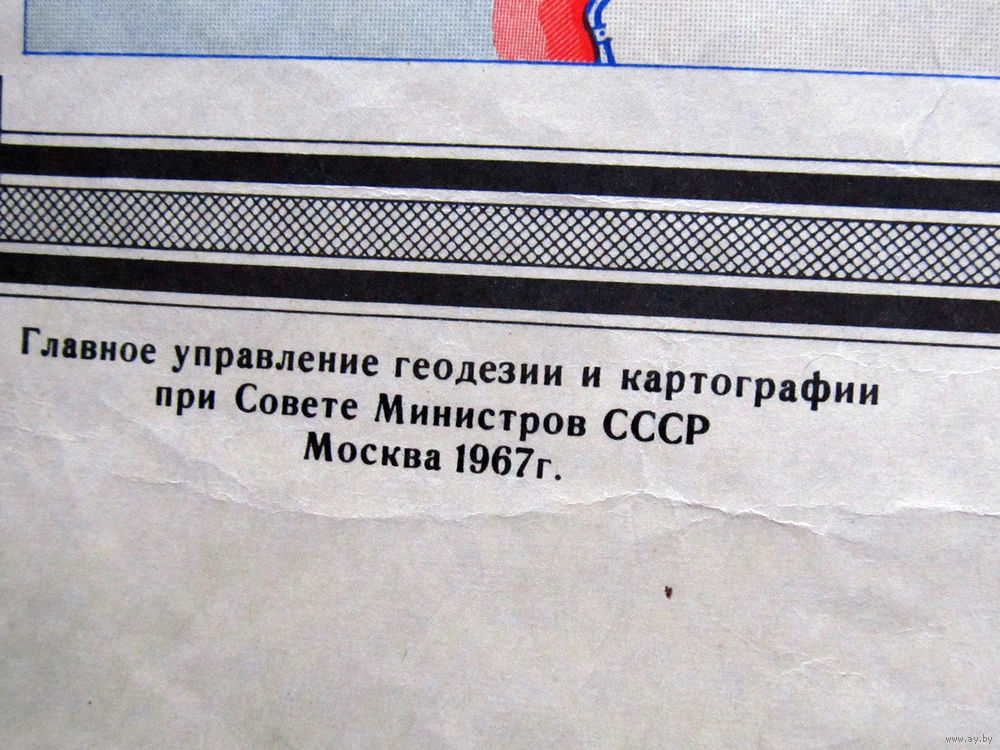 Главное управление геодезии и картографии
при Совете Министров СССР
Москва 1967г.
www.ay.by